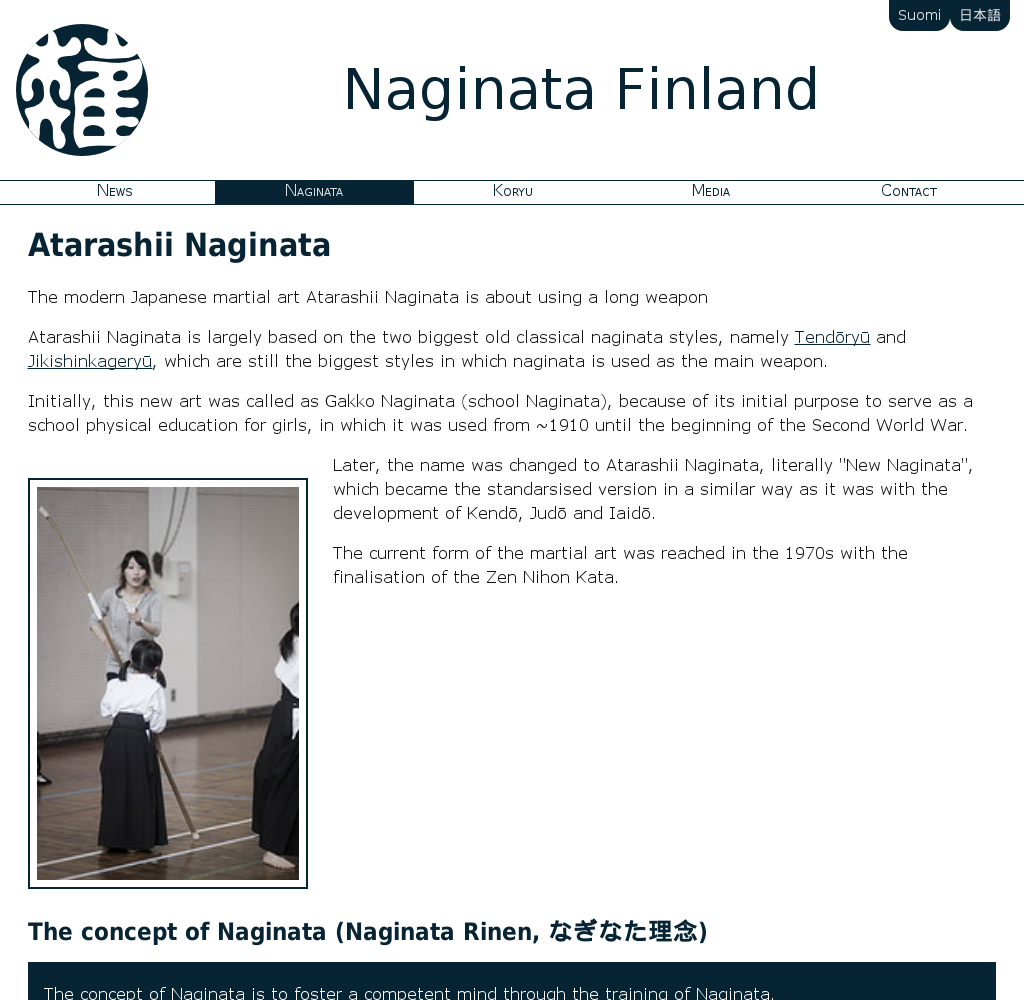 Suomi 日本語
Naginata Finland
News Naginata Koryu Media Contact
Atarashii Naginata
The modern Japanese martial art Atarashii Naginata is about using a long weapon
Atarashii Naginata is largely based on the two biggest old classical naginata styles, namely Tendōryū and
Jikishinkageryū, which are still the biggest styles in which naginata is used as the main weapon.
Initially, this new art was called as Gakko Naginata (school Naginata), because of its initial purpose to serve as a
school physical education for girls, in which it was used from ~1910 until the beginning of the Second World War.
Later, the name was changed to Atarashii Naginata, literally "New Naginata",
which became the standarsised version in a similar way as it was with the
development of Kendō, Judō and Iaidō.
The current form of the martial art was reached in the 1970s with the
finalisation of the Zen Nihon Kata.
The concept of Naginata (Naginata Rinen, なぎなた理念)
The concept of Naginata is to foster a competent mind through the training of Naginata.